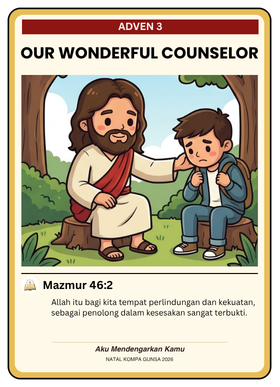 ADVEN 3
OUR WONDERFUL COUNSELOR
Mazmur 46:2
Allah itu bagi kita tempat perlindungan dan kekuatan,
sebagai penolong dalam kesesakan sangat terbukti.
Aku Mendengarkan Kamu
NATAL KOMPA GUNSA 2026